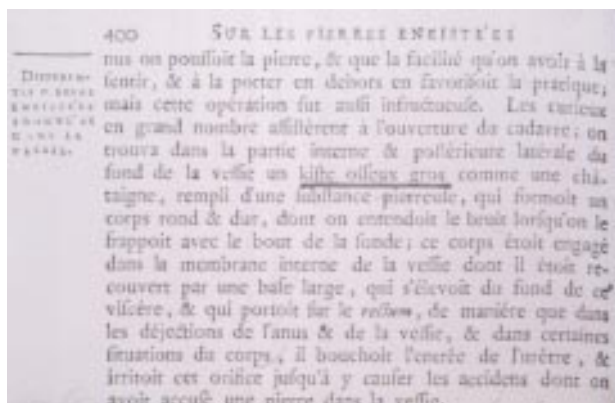 400 SUR LES PIERRES ENKISTÉES
nus on poussoit la pierre, & que la facilité qu'on avoit à la
sentir, & à la porter en dehors en favorisoit la pratique;
mais cette opération fut aussi infructueuse. Les curieux
en grand nombre assistèrent à l'ouverture du cadavre; on
trouva dans la partie interne & postérieure latérale du
fond de la vessie un kiste osseux gros comme une châ-
taigne, rempli d'une substance pierreuse, qui formoit un
corps rond & dur, dont on entendoit le bruit lorsqu'on le
frappoit avec le bout de la sonde; ce corps étoit engagé
dans la membrane interne de la vessie dont il étoit re-
couvert par une base large, qui s'élevoit du fond de ce
viscère, & qui portoit sur le rectum, de manière que dans
les déjections de l'anus & de la vessie, & dans certaines
situations du corps, il bouchoit l'entrée de l'urètre, &
irritoit cet orifice jusqu'à y causer les accidens dont on
avoit accusé une pierre dans la vessie.